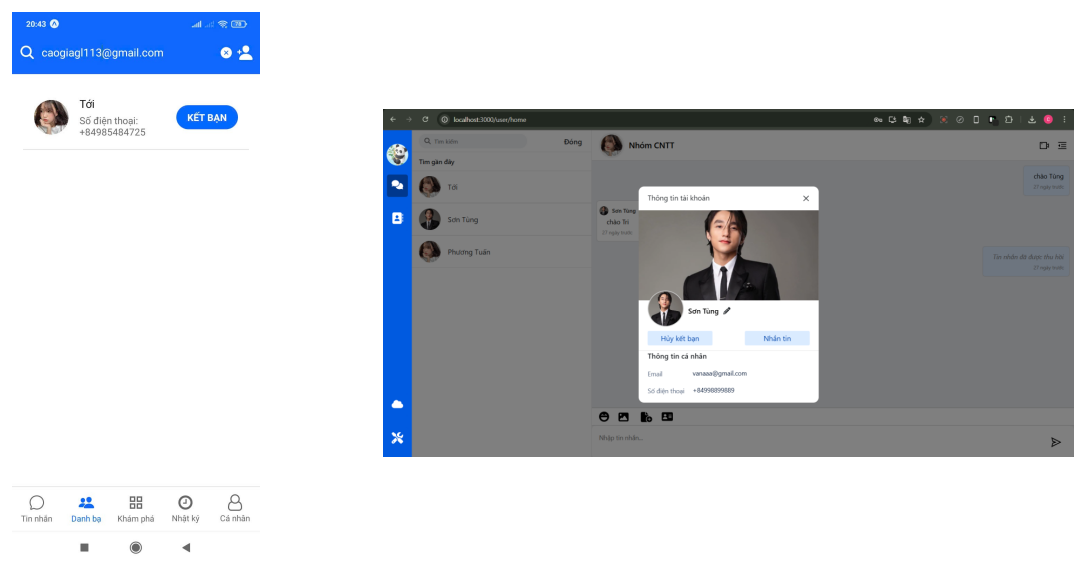 20:43
78
caogiagl113@gmail.com
Tới
Số điện thoại:
+84985484725
KẾT BẠN
Tin nhắn
Danh bạ
Khám phá
Nhật ký
Cá nhân
localhost:3000/user/home
Tìm kiếm
Đóng
Tìm gần đây
Tới
Sơn Tùng
Phương Tuấn
Nhóm CNTT
chào Tùng
27 ngày trước
Sơn Tùng
chào Trí
27 ngày trước
Tin nhắn đã được thu hồi
27 ngày trước
Thông tin tài khoản
Sơn Tùng
Hủy kết bạn
Nhắn tin
Thông tin cá nhân
Email vanaaa@gmail.com
Số điện thoại +84998899889
Nhập tin nhắn...